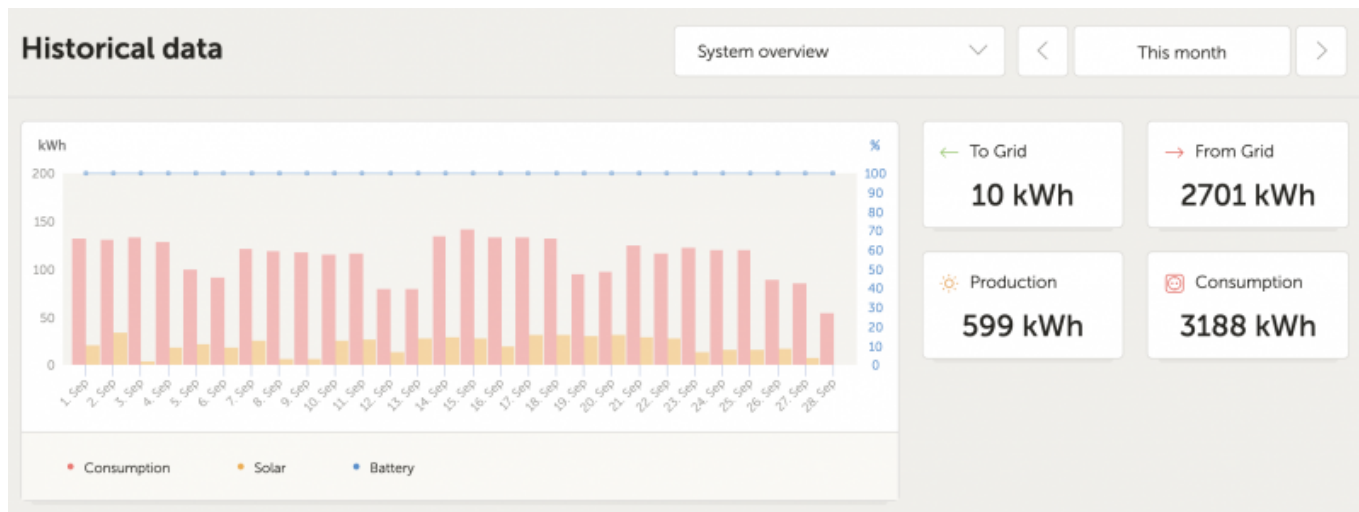 Historical data
System overview
This month
kWh
%
200
150
100
50
0
100
90
80
70
60
50
40
30
20
10
0
1. Sep
2. Sep
3. Sep
4. Sep
5. Sep
6. Sep
7. Sep
8. Sep
9. Sep
10. Sep
11. Sep
12. Sep
13. Sep
14. Sep
15. Sep
16. Sep
17. Sep
18. Sep
19. Sep
20. Sep
21. Sep
22. Sep
23. Sep
24. Sep
25. Sep
26. Sep
27. Sep
28. Sep
Consumption
Solar
Battery
To Grid
10 kWh
From Grid
2701 kWh
Production
599 kWh
Consumption
3188 kWh